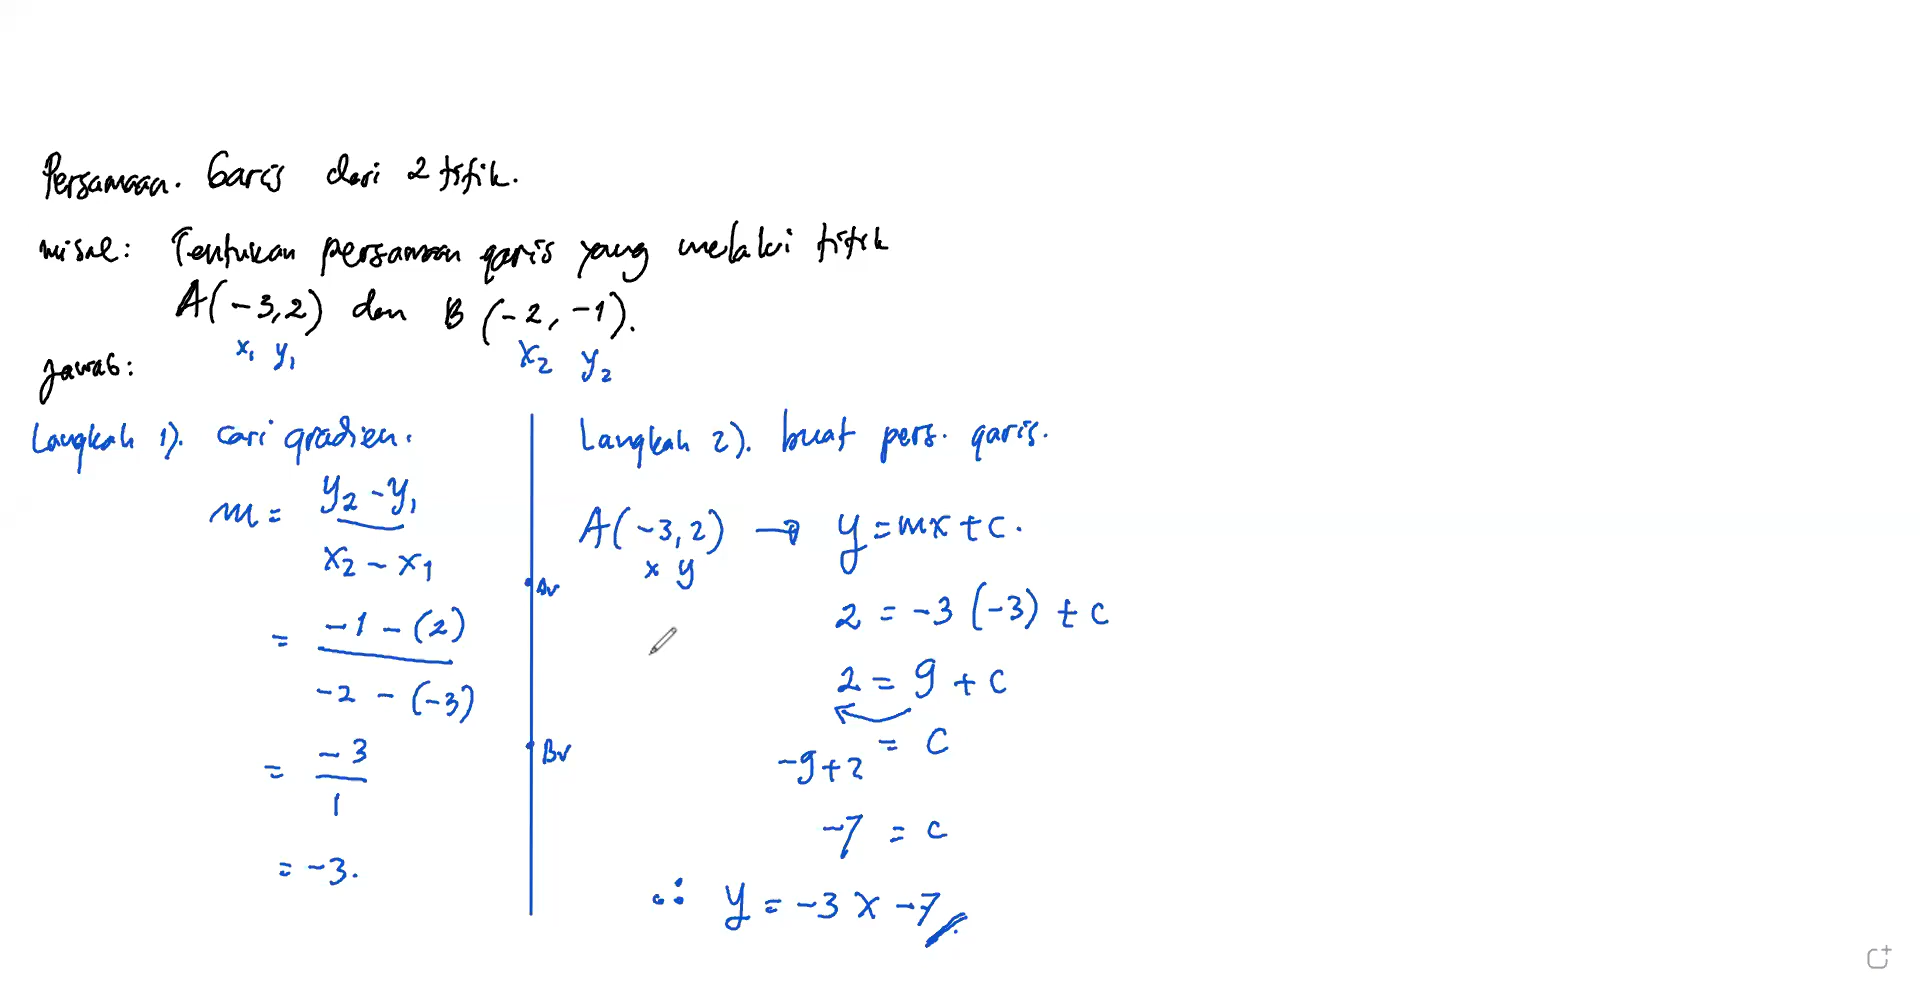 Persamaan. Garis dari 2 titik.
misal: Tentukan persamaan garis yang melalui titik
A(-3,2) dan B(-2, -1).
x₁ y₁ x₂ y₂
Jawab:
Langkah 1). cari gradien.
m = y₂ - y₁ / x₂ - x₁
= -1 - (2) / -2 - (-3)
= -3 / 1
= -3.
Av
Bv
Langkah 2). buat pers. garis.
A(-3,2) → y = mx + c.
x y
2 = -3(-3) + c
2 = 9 + c
-9+2 = c
-7 = c
∴ y = -3x -7